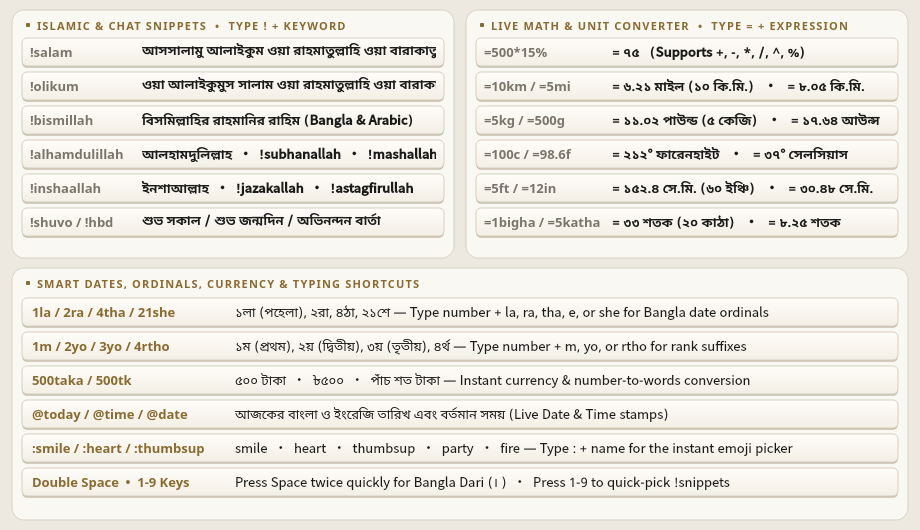 ISLAMIC & CHAT SNIPPETS • TYPE ! + KEYWORD
!salam আসসালামু আলাইকুম ওয়া রাহমাতুল্লাহি ওয়া
!olikum ওয়া আলাইকুমুস সালাম ওয়া রাহমাতুল্লাহি ওয়া
!bismillah বিসমিল্লাহির রাহমানির রাহিম (Bangla & Arabic)
!alhamdulillah আলহামদুলিল্লাহ • !subhanallah • !mashallah
!inshaallah ইনশাআল্লাহ • !jazakallah • !astagfirullah
!shuvo / !hbd শুভ সকাল / শুভ জন্মদিন / অভিনন্দন বার্তা
LIVE MATH & UNIT CONVERTER • TYPE = + EXPRESSION
=500*15% = ৭৫ (Supports +, -, *, /, ^, %)
=10km / =5mi = ৬.২১ মাইল (১০ কি.মি.) • = ৮.০৫ কি.মি.
=5kg / =500g = ১১.০২ পাউন্ড (৫ কেজি) • = ১৭.৬৪ আউন্স
=100c / =98.6f = ২১২° ফারেনহাইট • = ৩৭° সেলসিয়াস
=5ft / =12in = ১৫২.৪ সে.মি. (৬০ ইঞ্চি) • = ৩০.৪৮ সে.মি.
=1bigha / =5katha = ৩৩ শতক (২০ কাঠা) • = ৮.২৫ শতক
SMART DATES, ORDINALS, CURRENCY & TYPING SHORTCUTS
1la / 2ra / 4tha / 21she ১লা (পহেলা), ২রা, ৪ঠা, ২১শে — Type number + la, ra, tha, e, or she for Bangla date ordinals
1m / 2yo / 3yo / 4rtho ১ম (প্রথম), ২য় (দ্বিতীয়), ৩য় (তৃতীয়), ৪র্থ — Type number + m, yo, or rtho for rank suffixes
500taka / 500tk ৫০০ টাকা • ৳৫০০ • পাঁচ শত টাকা — Instant currency & number-to-words conversion
@today / @time / @date আজকের বাংলা ও ইংরেজি তারিখ এবং বর্তমান সময় (Live Date & Time stamps)
:smile / :heart / :thumbsup smile • heart • thumbsup • party • fire — Type : + name for the instant emoji picker
Double Space • 1-9 Keys Press Space twice quickly for Bangla Dari (।) • Press 1-9 to quick-pick !snippets